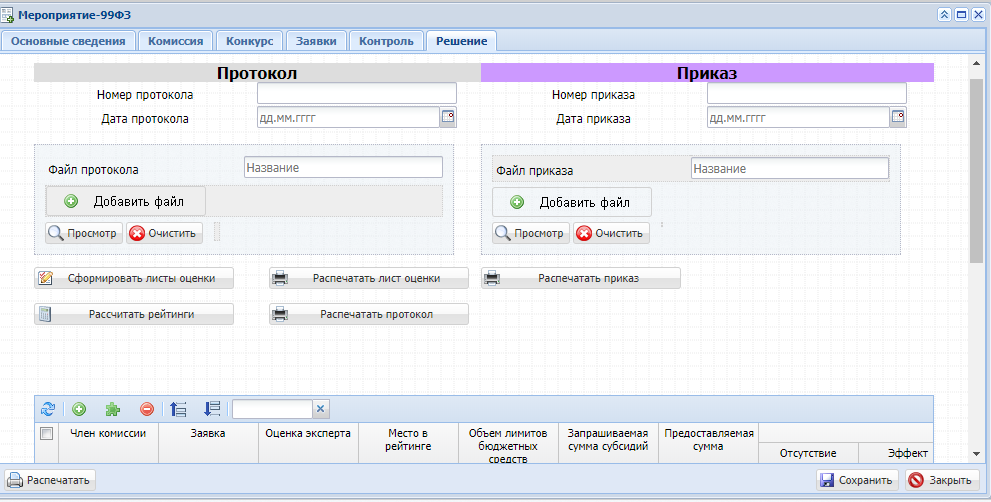 Мероприятие-99ФЗ
Основные сведения Комиссия Конкурс Заявки Контроль Решение
Протокол Приказ
Номер протокола Номер приказа
Дата протокола дд.мм.гггг Дата приказа дд.мм.гггг
Файл протокола Название Файл приказа Название
Добавить файл Добавить файл
Просмотр Очистить Просмотр Очистить
Сформировать листы оценки Распечатать лист оценки Распечатать приказ
Рассчитать рейтинги Распечатать протокол
Член комиссии Заявка Оценка эксперта Место в рейтинге Объем лимитов бюджетных средств Запрашиваемая сумма субсидий Предоставляемая сумма
Отсутствие Эффект
Распечатать Сохранить Закрыть